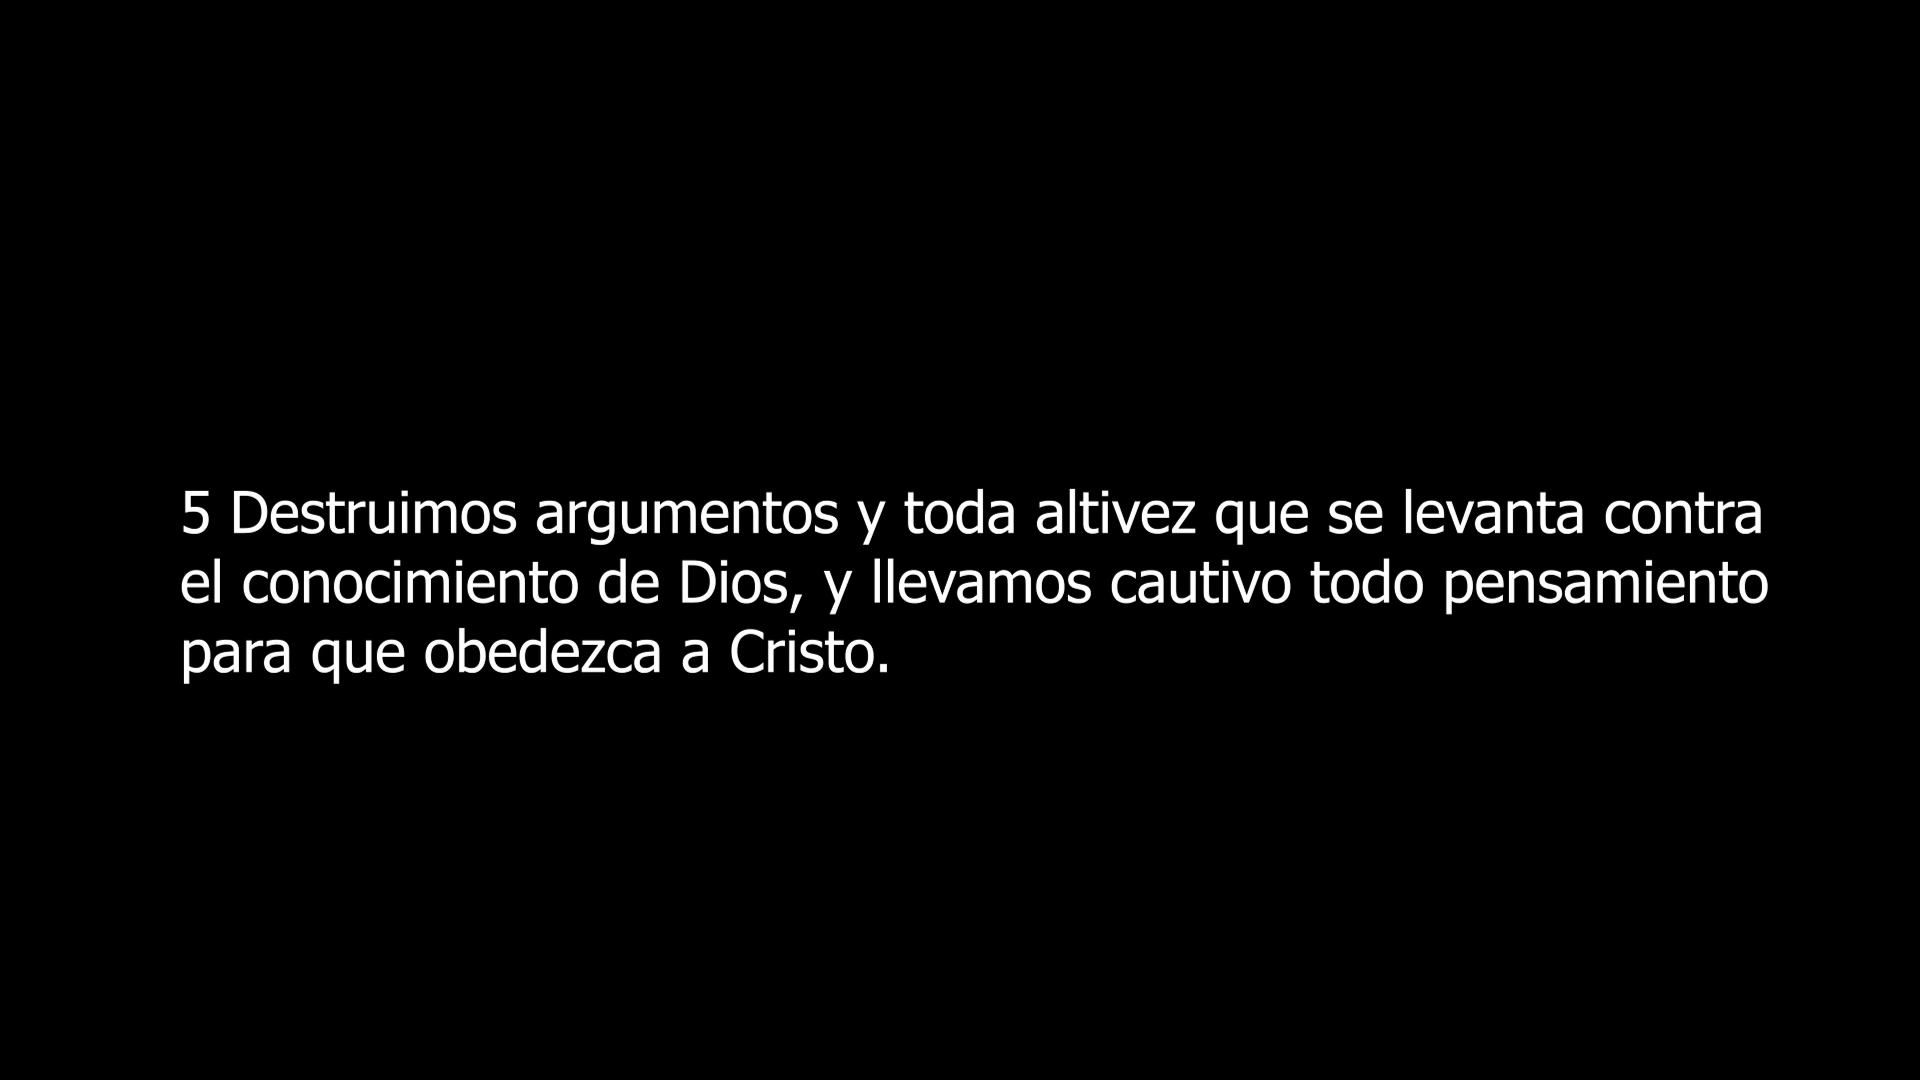 5 Destruimos argumentos y toda altivez que se levanta contra
el conocimiento de Dios, y llevamos cautivo todo pensamiento
para que obedezca a Cristo.